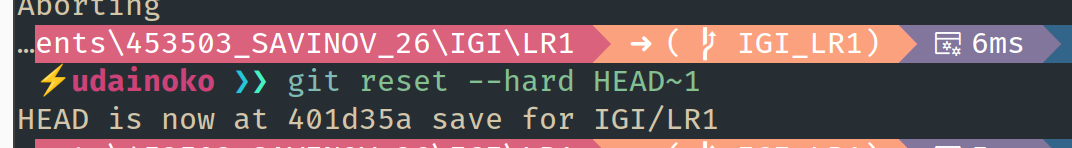 Aborting
…ents\453503_SAVINOV_26\IGI\LR1 ➜ ( IGI_LR1) 6ms
⚡udainoko ❯❯ git reset --hard HEAD~1
HEAD is now at 401d35a save for IGI/LR1